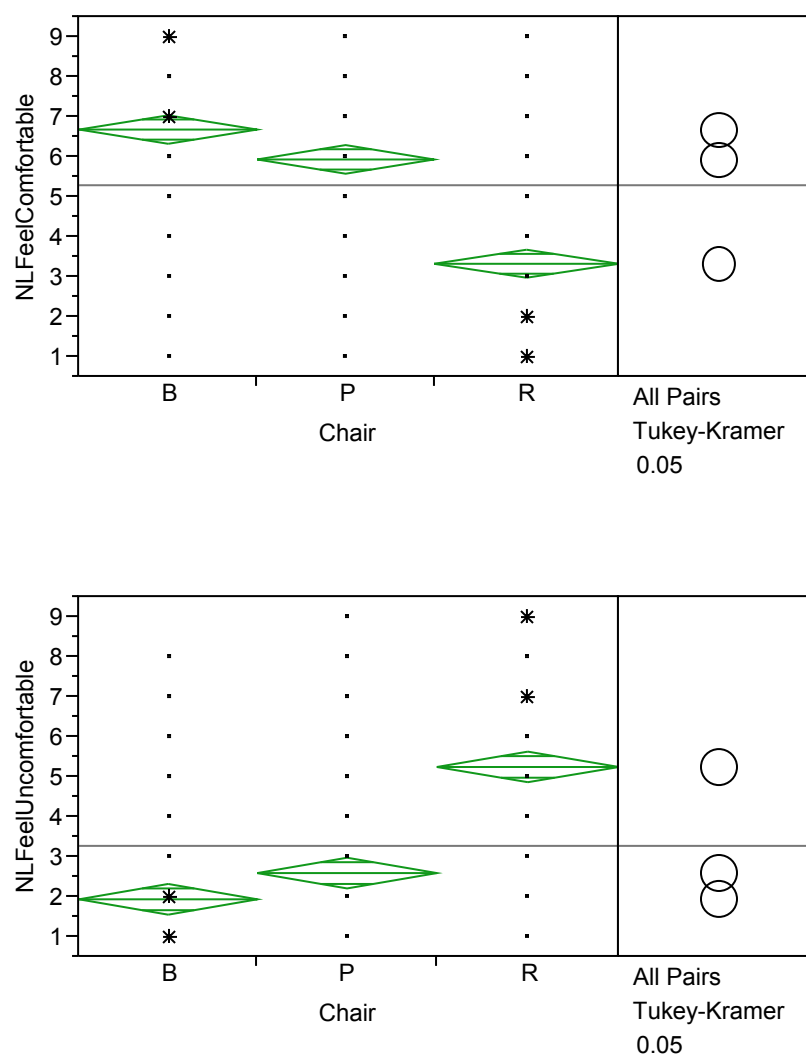 NLFeelComfortable
9
8
7
6
5
4
3
2
1
B P R
Chair
All Pairs
Tukey-Kramer
0.05
NLFeelUncomfortable
9
8
7
6
5
4
3
2
1
B P R
Chair
All Pairs
Tukey-Kramer
0.05